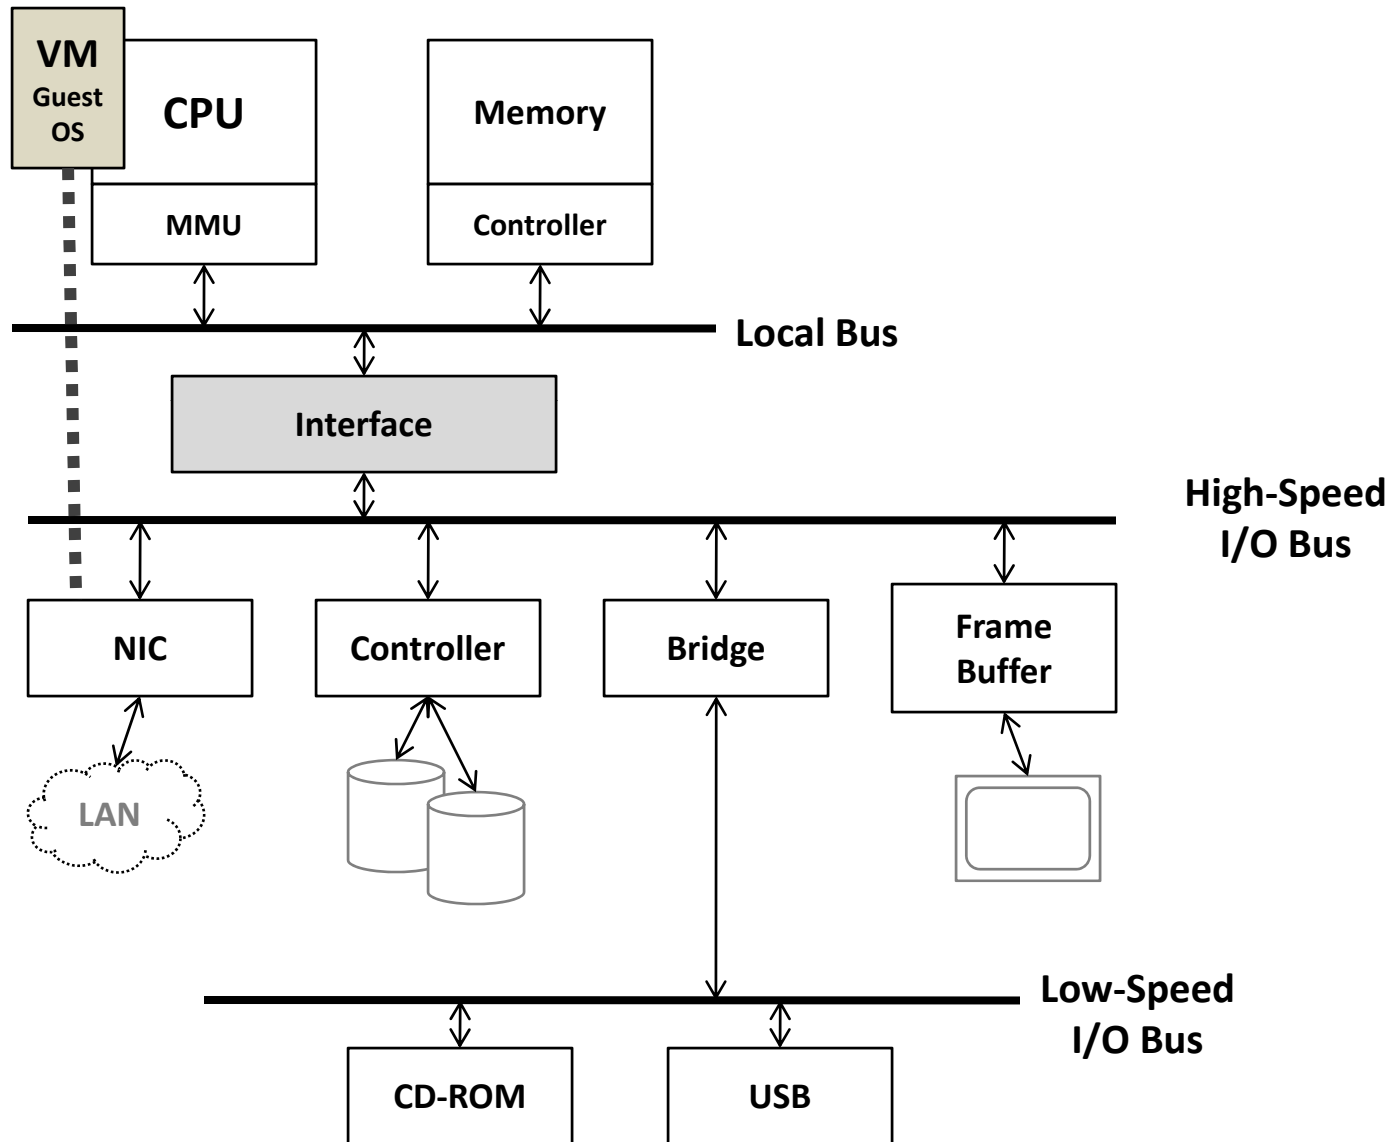 VM
Guest
OS
CPU
Memory
MMU
Controller
Local Bus
Interface
High-Speed
I/O Bus
NIC
Controller
Bridge
Frame
Buffer
LAN
Low-Speed
I/O Bus
CD-ROM
USB